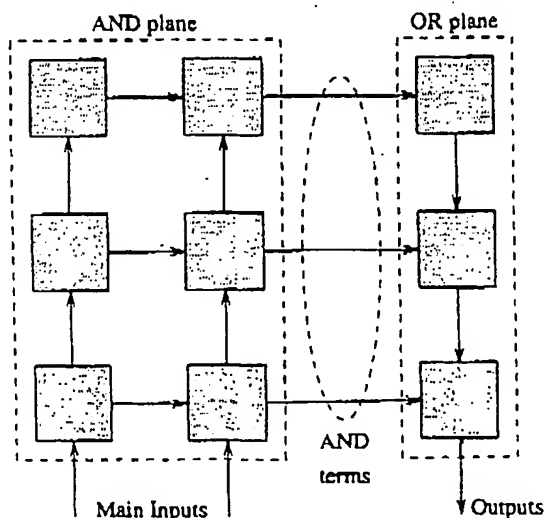 AND plane
OR plane
AND
terms
Main Inputs
Outputs